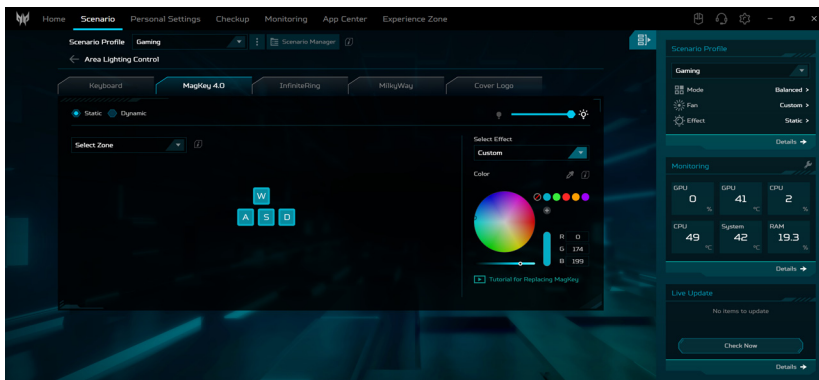 Home Scenario Personal Settings Checkup Monitoring App Center Experience Zone
Scenario Profile Gaming Scenario Manager
Area Lighting Control
Keyboard MagKey 4.0 InfiniteRing MilkyWay Cover Logo
Static Dynamic
Select Zone
W
A S D
Select Effect
Custom
Color
R 0
G 174
B 199
Tutorial for Replacing MagKey
Scenario Profile
Gaming
Mode Balanced >
Fan Custom >
Effect Static >
Details
Monitoring
GPU GPU CPU
0 % 41 °C 2 %
CPU System RAM
49 °C 42 °C 19.3 %
Details
Live Update
No items to update
Check Now
Details